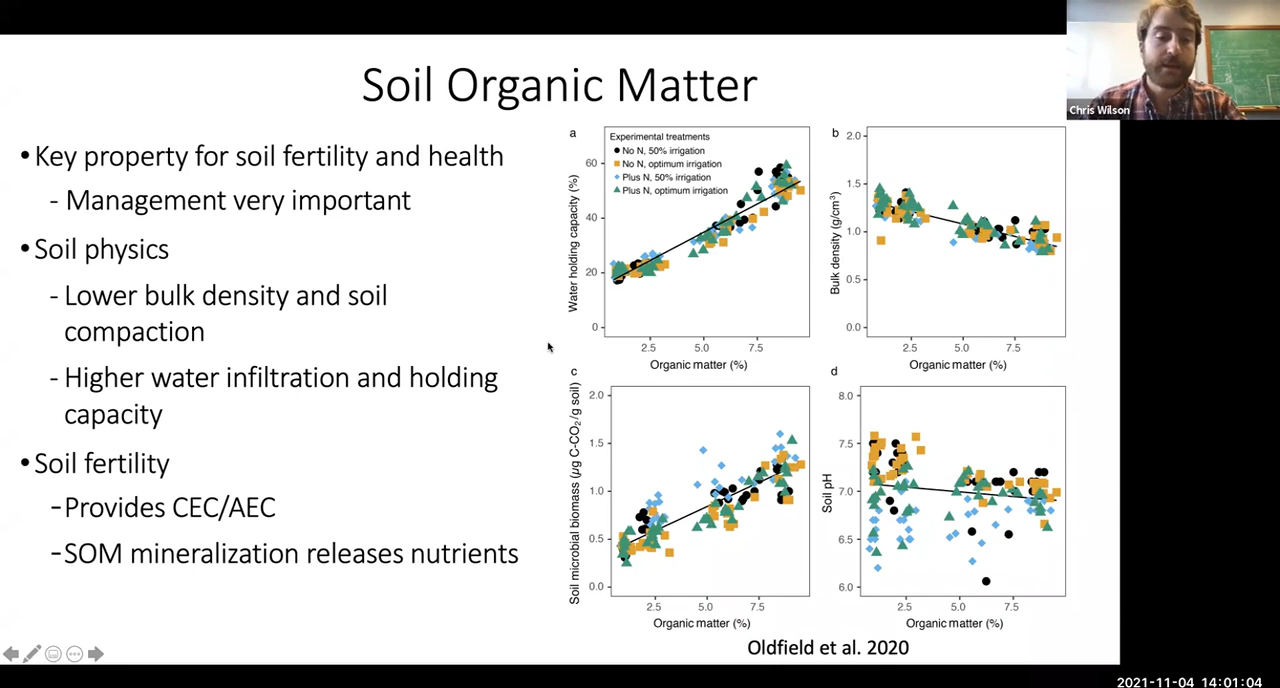 Soil Organic Matter
•Key property for soil fertility and health
- Management very important
•Soil physics
- Lower bulk density and soil
compaction
- Higher water infiltration and holding
capacity
•Soil fertility
-Provides CEC/AEC
-SOM mineralization releases nutrients
a
Experimental treatments
No N, 50% irrigation
No N, optimum irrigation
Plus N, 50% irrigation
Plus N, optimum irrigation
Water holding capacity (%)
60
40
20
0
2.5 5.0 7.5
Organic matter (%)
b
Bulk density (g/cm³)
2.0
1.5
1.0
0.5
0.0
2.5 5.0 7.5
Organic matter (%)
c
Soil microbial biomass (µg C-CO₂/g soil)
2.0
1.5
1.0
0.5
0.0
2.5 5.0 7.5
Organic matter (%)
d
Soil pH
8.0
7.5
7.0
6.5
6.0
2.5 5.0 7.5
Organic matter (%)
Oldfield et al. 2020
Chris Wilson
2021-11-04 14:01:04